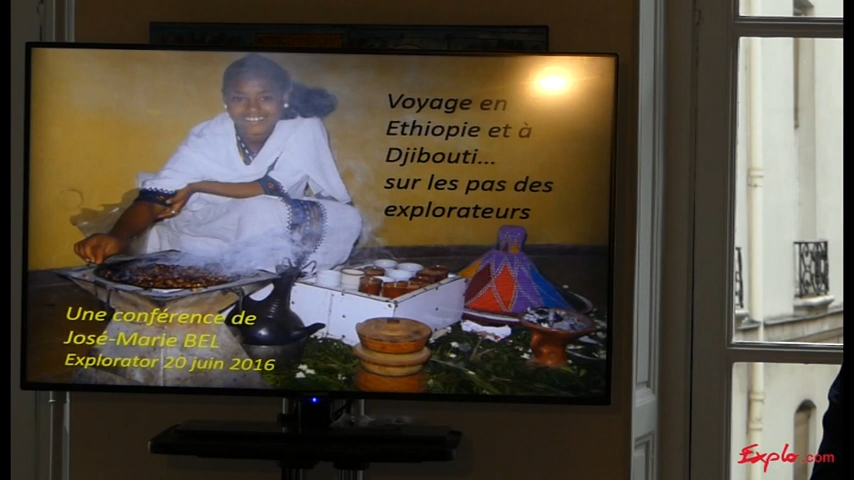 Voyage en
Ethiopie et à
Djibouti...
sur les pas des
explorateurs
Une conférence de
José-Marie BEL
Explorator 20 juin 2016
Explo.com